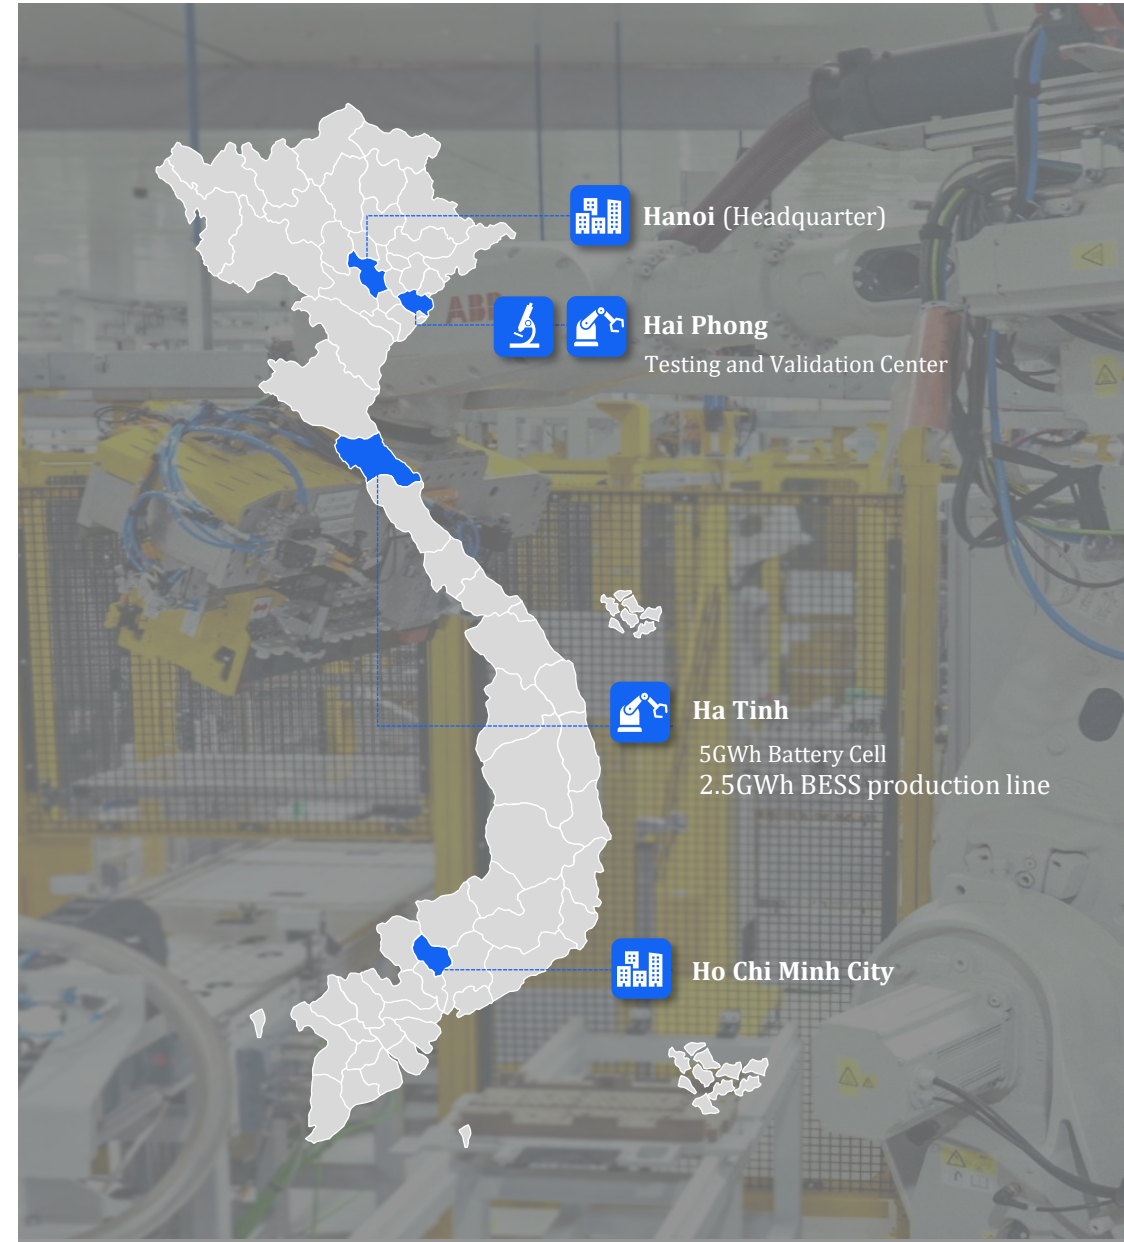 Hanoi (Headquarter)
ABB
Hai Phong
Testing and Validation Center
Ha Tinh
5GWh Battery Cell
2.5GWh BESS production line
Ho Chi Minh City